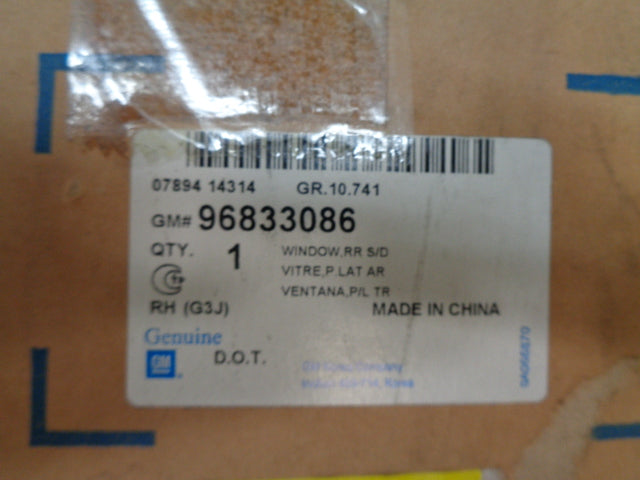 07894 14314 GR.10.741
GM# 96833086
QTY. 1 WINDOW,RR S/D
VITRE,P.LAT AR
VENTANA,P/L TR
RH (G3J) MADE IN CHINA
Genuine
GM D.O.T.
Korea